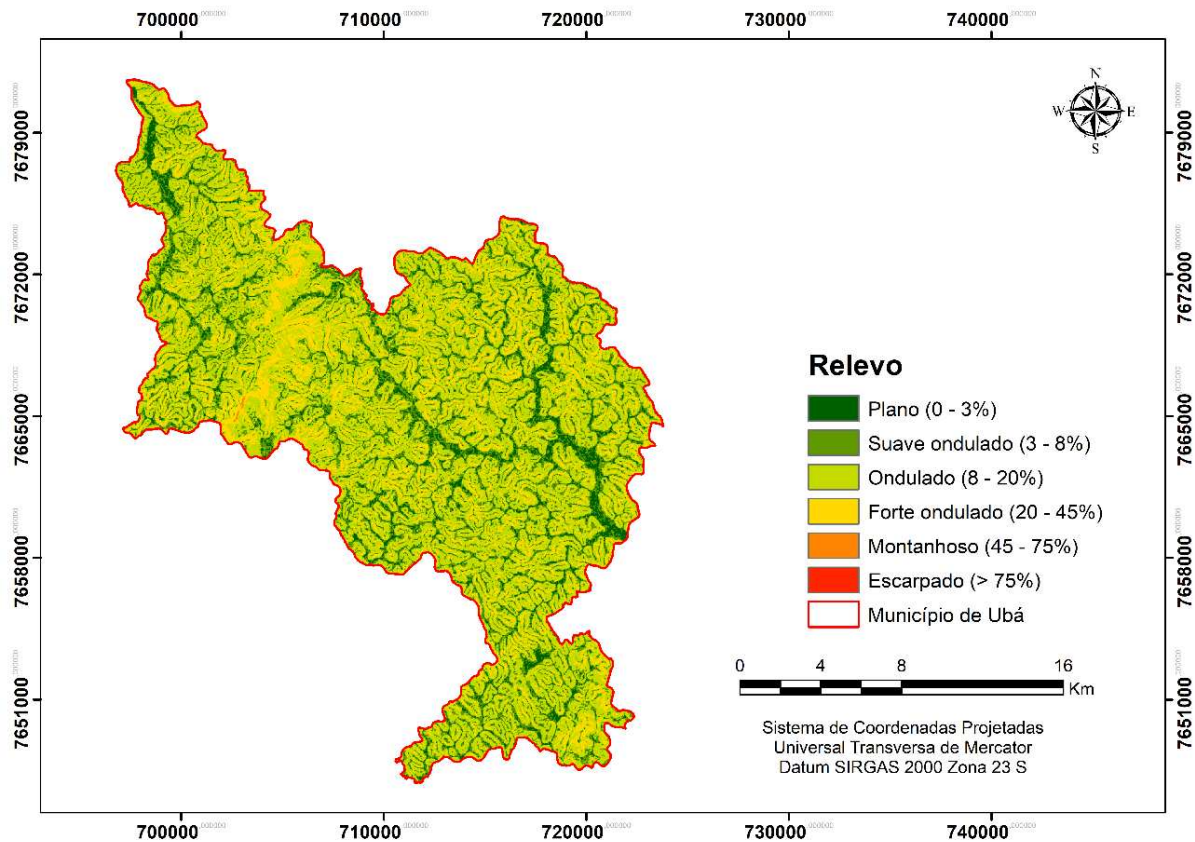 700000 710000 720000 730000 740000
N
W E
S
7679000 7679000
7672000 7672000
7665000 7665000
7658000 7658000
7651000 7651000
Relevo
Plano (0 - 3%)
Suave ondulado (3 - 8%)
Ondulado (8 - 20%)
Forte ondulado (20 - 45%)
Montanhoso (45 - 75%)
Escarpado (> 75%)
Município de Ubá
0 4 8 16
Km
Sistema de Coordenadas Projetadas
Universal Transversa de Mercator
Datum SIRGAS 2000 Zona 23 S
700000 710000 720000 730000 740000